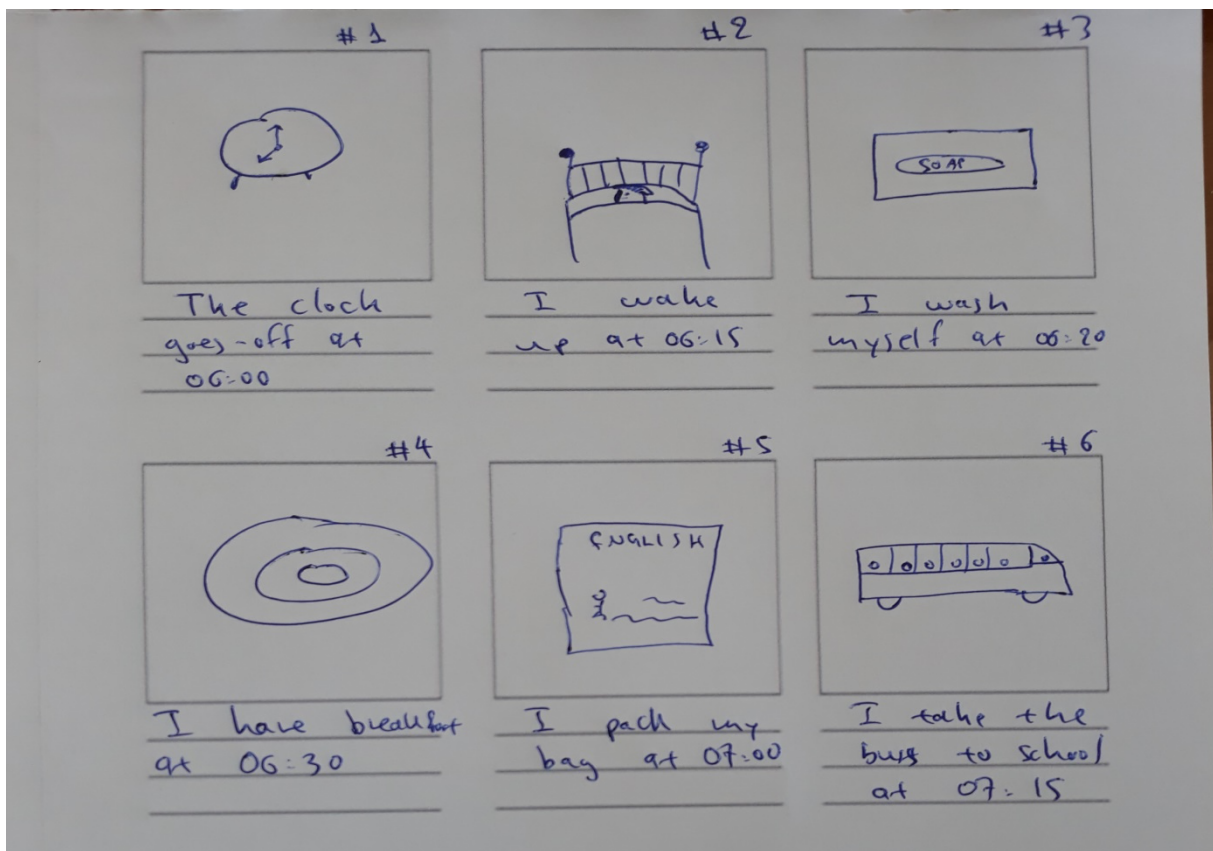 #1
#2
#3
SOAP
The clock
goes-off at
06:00
I wake
up at 06:15
I wash
myself at 06:20
#4
#5
#6
ENGLISH
I have breakfast
at 06:30
I pack my
bag at 07:00
I take the
buss to school
at 07:15